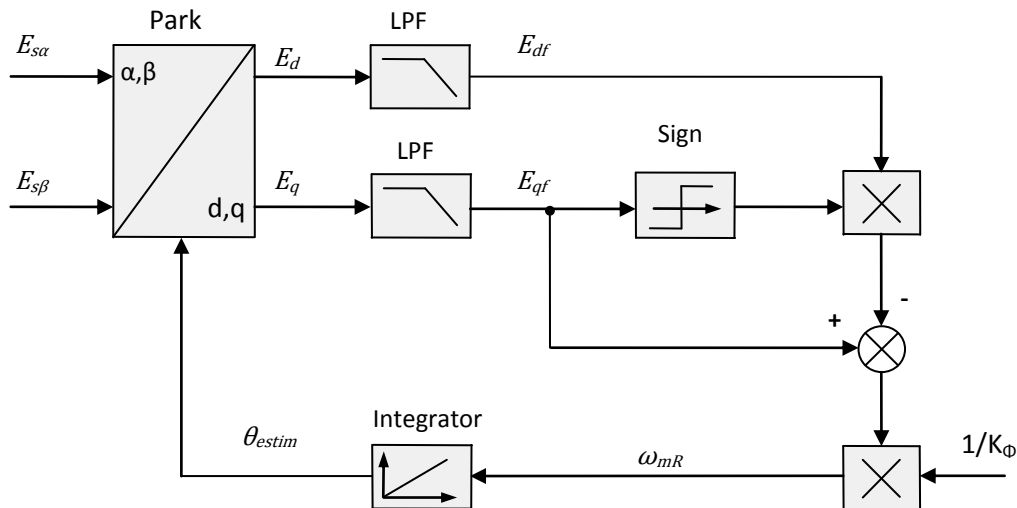 Park
LPF
E_sα
E_d
E_df
α,β
LPF
Sign
E_sβ
E_q
E_qf
d,q
-
+
Integrator
θ_estim
ω_mR
1/K_Φ